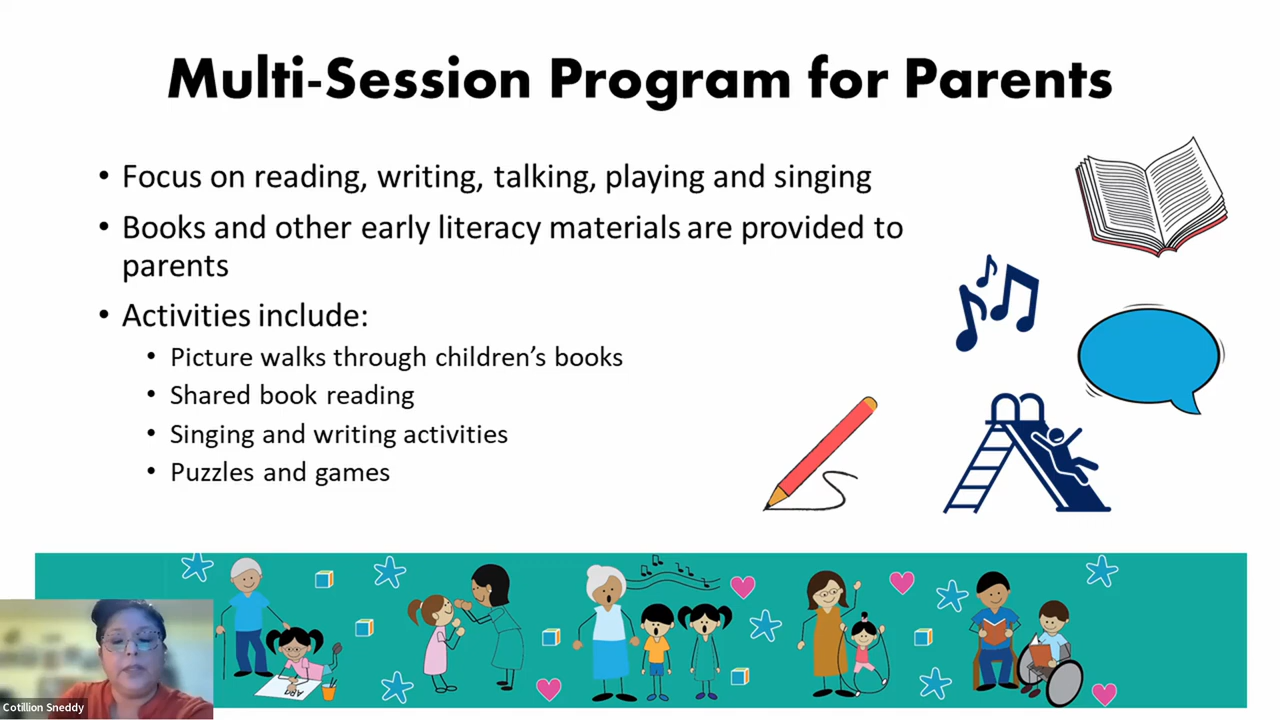 Multi-Session Program for Parents
• Focus on reading, writing, talking, playing and singing
• Books and other early literacy materials are provided to
parents
• Activities include:
• Picture walks through children’s books
• Shared book reading
• Singing and writing activities
• Puzzles and games
Cotillion Sneddy